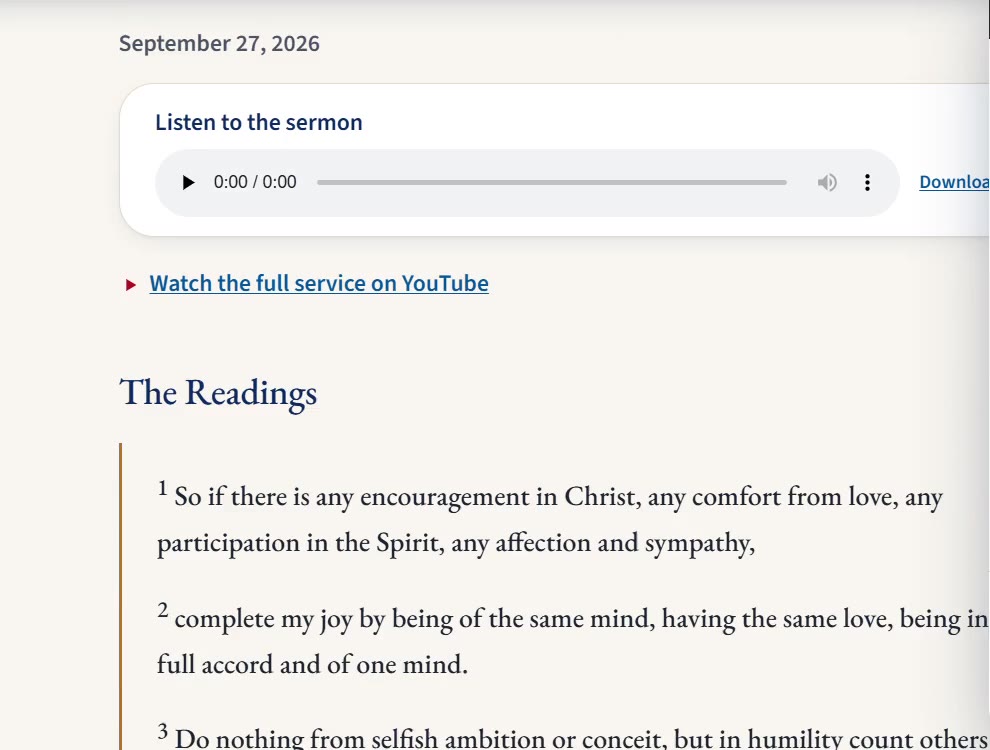 September 27, 2026
Listen to the sermon
0:00 / 0:00
Watch the full service on YouTube
The Readings
1 So if there is any encouragement in Christ, any comfort from love, any
participation in the Spirit, any affection and sympathy,
2 complete my joy by being of the same mind, having the same love, being in
full accord and of one mind.
3 Do nothing from selfish ambition or conceit, but in humility count others